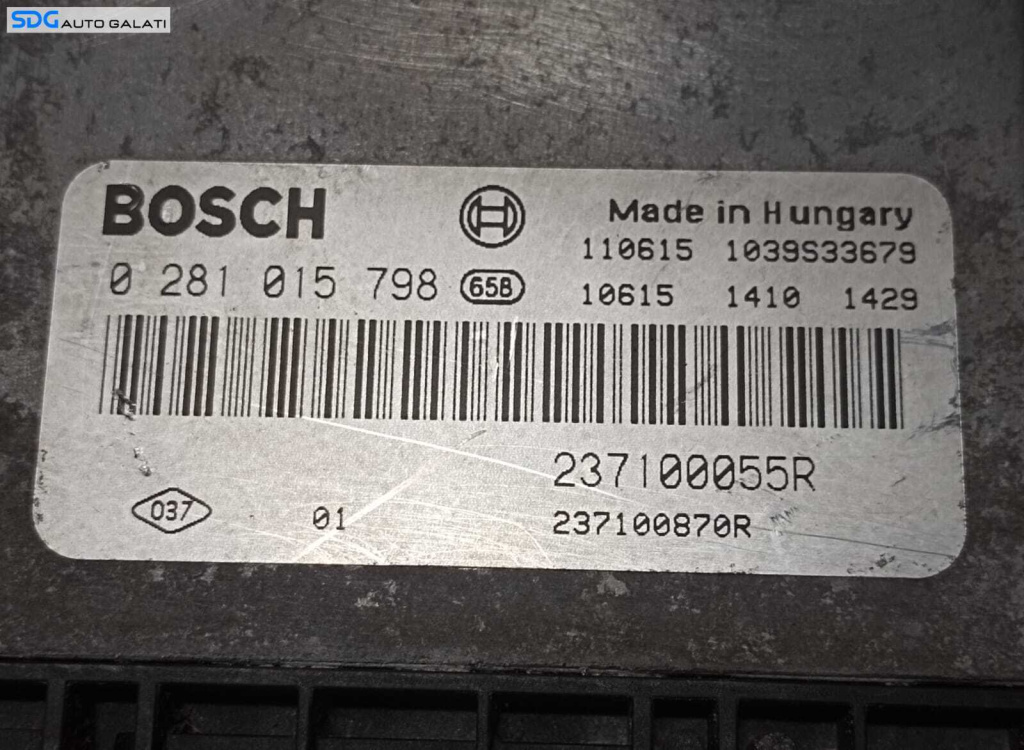 SDG AUTO GALATI
BOSCH
Made in Hungary
110615 1039S33679
0 281 015 798 65B
10615 1410 1429
237100055R
037 01 237100870R